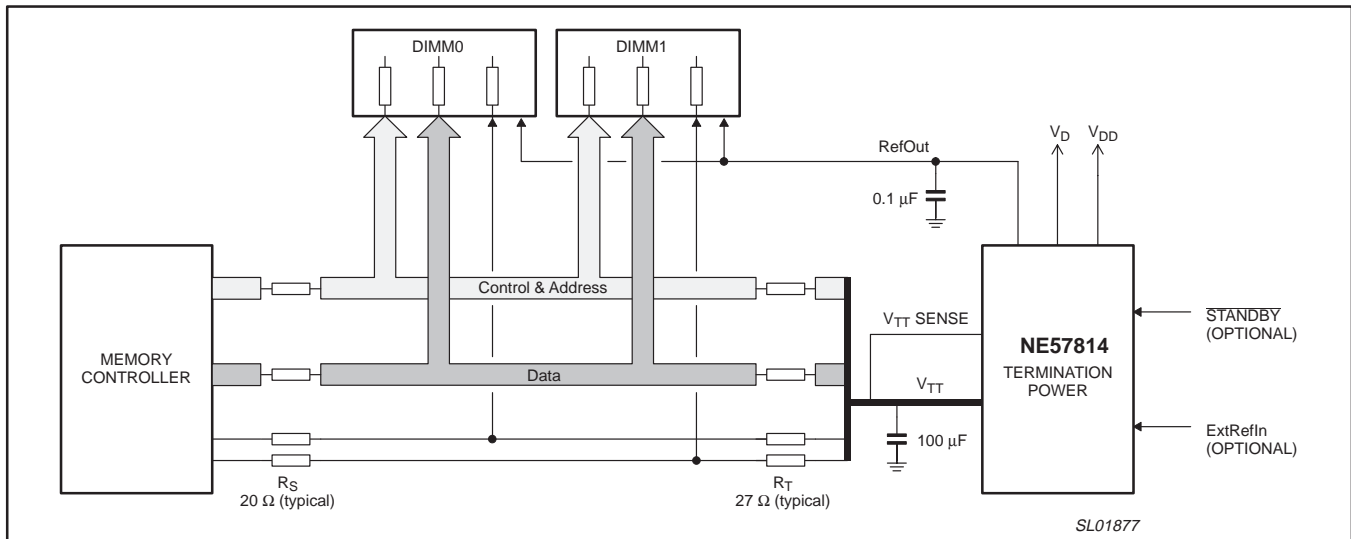 DIMM0
DIMM1
RefOut
V_D
V_DD
0.1 μF
Control & Address
MEMORY
CONTROLLER
Data
V_TT SENSE
V_TT
NE57814
TERMINATION
POWER
STANDBY
(OPTIONAL)
ExtRefIn
(OPTIONAL)
100 μF
R_S
20 Ω (typical)
R_T
27 Ω (typical)
SL01877